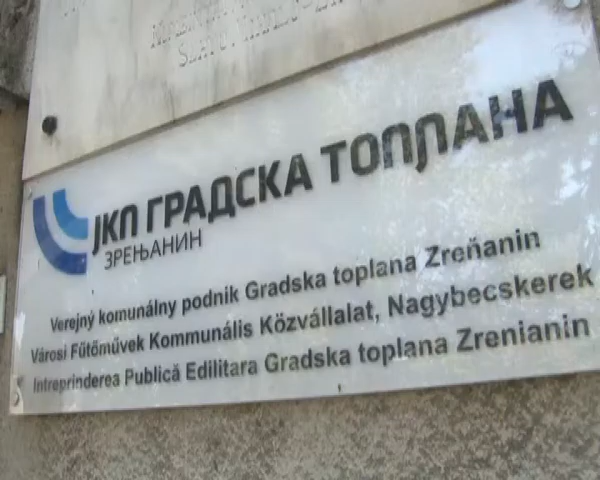 ЈКП ГРАДСКА ТОПЛАНА
ЗРЕЊАНИН
Verejný komunálny podnik Gradska toplana Zreňanin
Városi Fűtőművek Kommunális Közvállalat, Nagybecskerek
Intreprinderea Publică Edilitara Gradska toplana Zrenianin